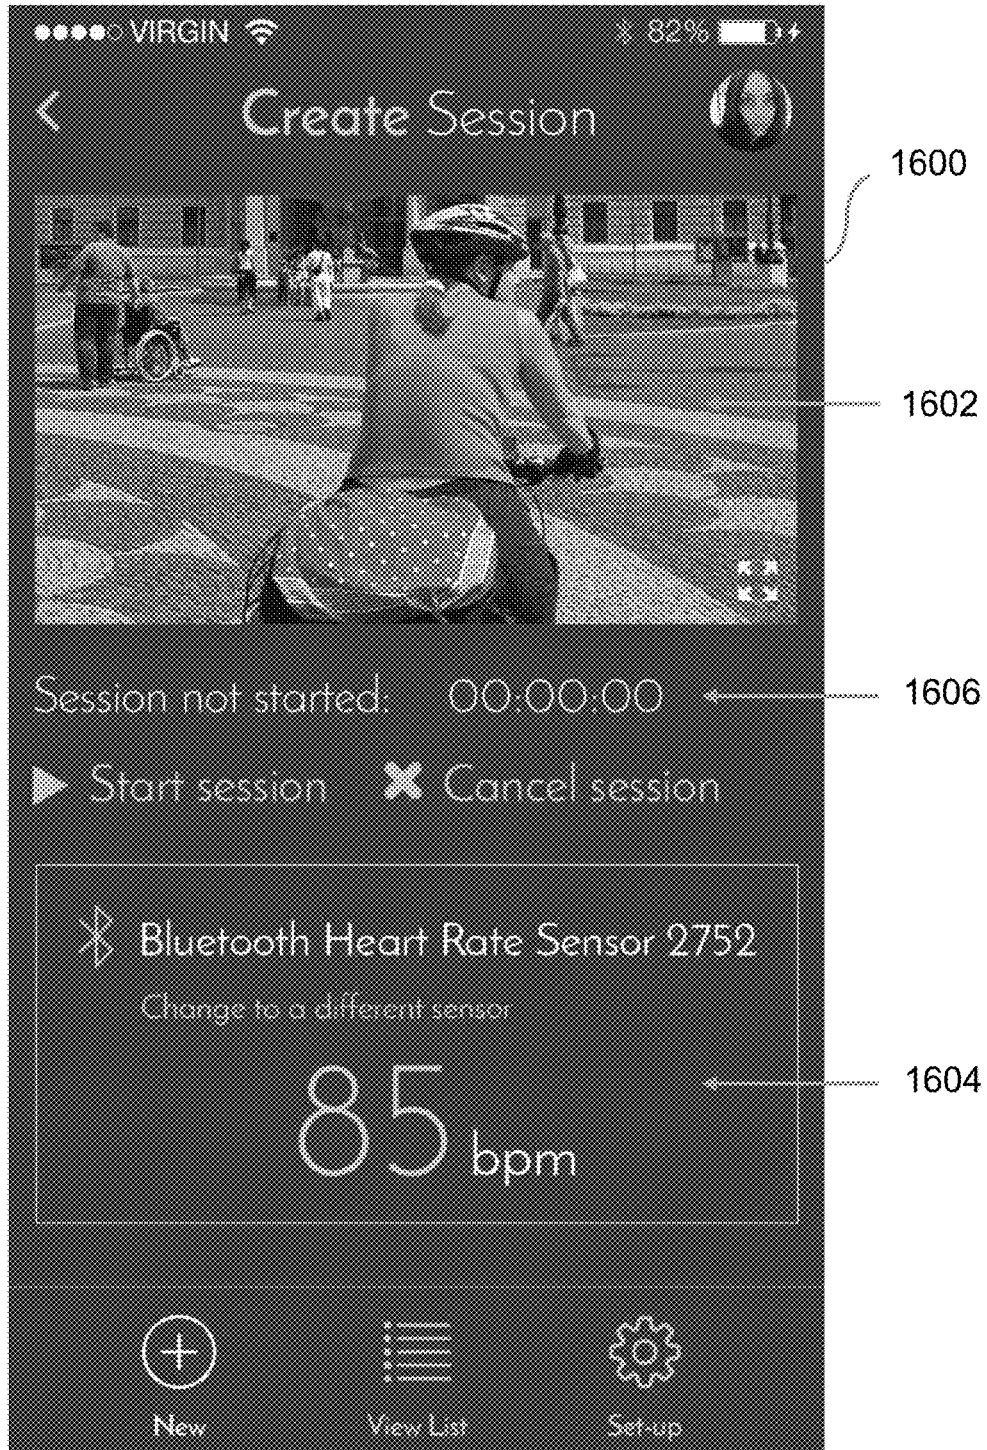 VIRGIN 82%
Create Session
1600
1602
Session not started: 00:00:00
1606
Start session Cancel session
Bluetooth Heart Rate Sensor 2752
Change to a different sensor
1604
85 bpm
New View List Set-up